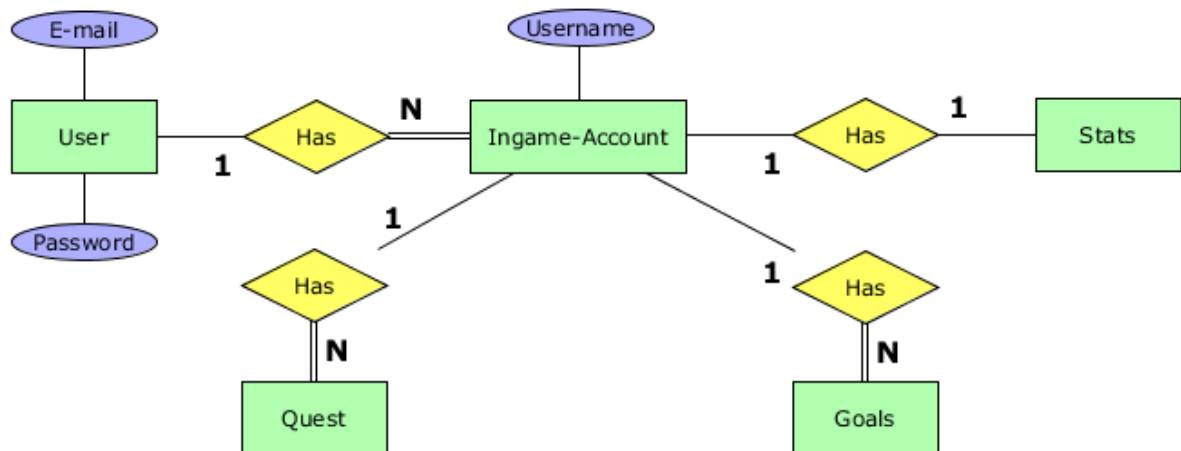 E-mail
Username
User
1
Has
N
Ingame-Account
1
Has
1
Stats
Password
1
Has
N
Quest
1
Has
N
Goals